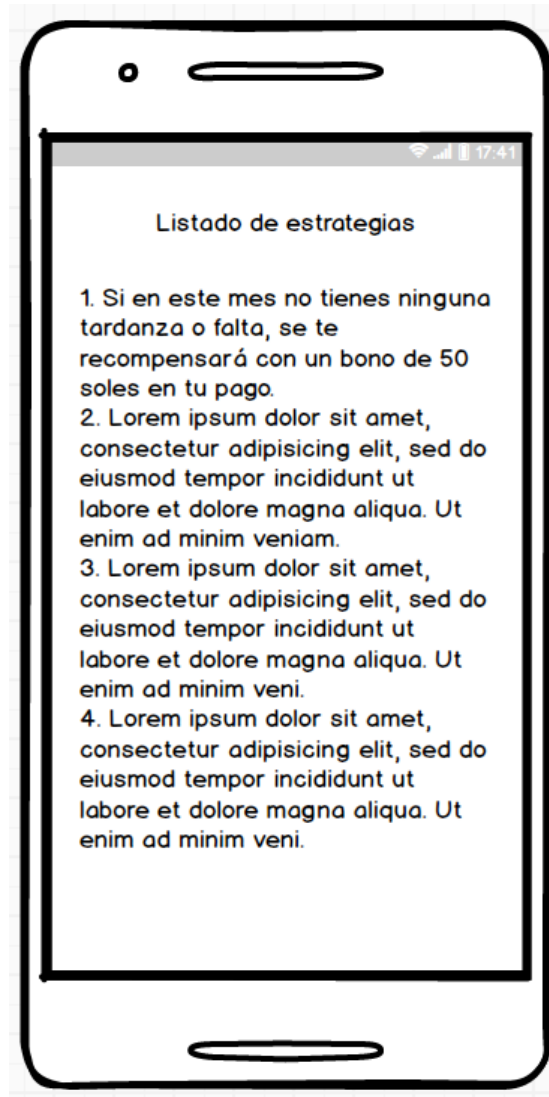 17:41
Listado de estrategias
1. Si en este mes no tienes ninguna
tardanza o falta, se te
recompensará con un bono de 50
soles en tu pago.
2. Lorem ipsum dolor sit amet,
consectetur adipisicing elit, sed do
eiusmod tempor incididunt ut
labore et dolore magna aliqua. Ut
enim ad minim veniam.
3. Lorem ipsum dolor sit amet,
consectetur adipisicing elit, sed do
eiusmod tempor incididunt ut
labore et dolore magna aliqua. Ut
enim ad minim veni.
4. Lorem ipsum dolor sit amet,
consectetur adipisicing elit, sed do
eiusmod tempor incididunt ut
labore et dolore magna aliqua. Ut
enim ad minim veni.